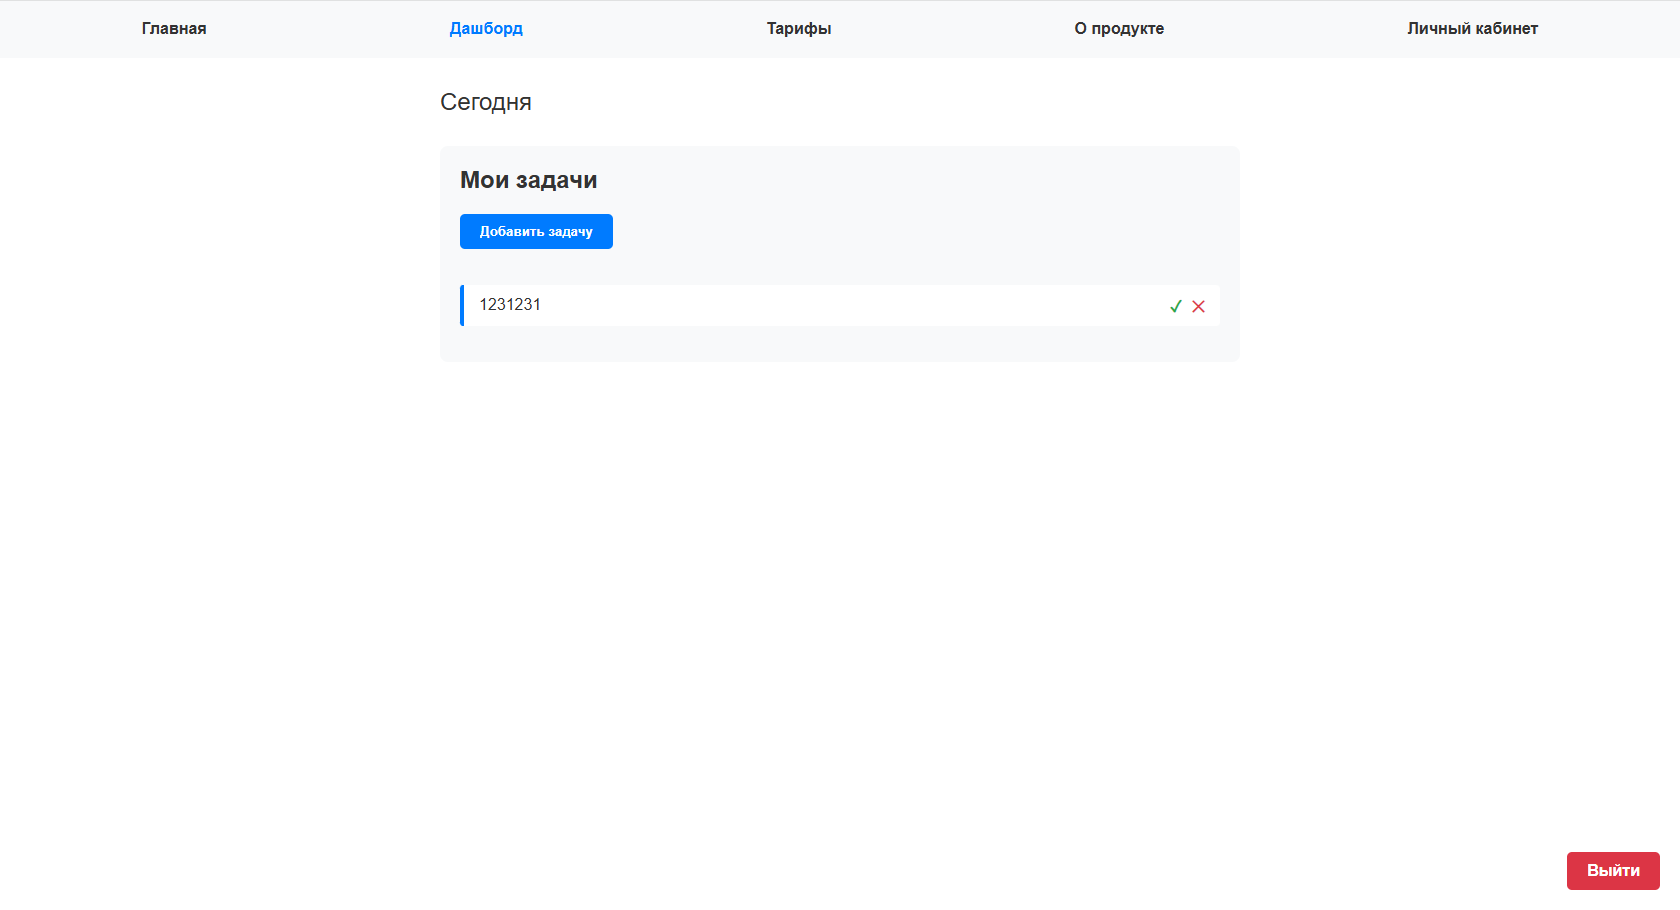 Главная Дашборд Тарифы О продукте Личный кабинет
Сегодня
Мои задачи
Добавить задачу
1231231
Выйти